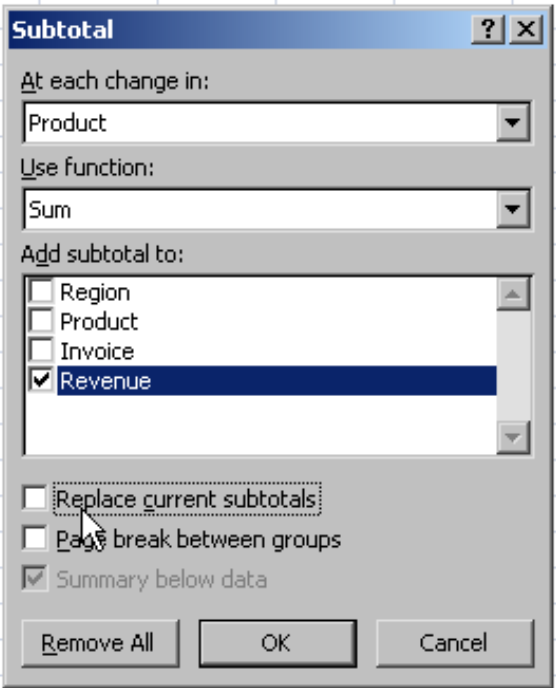 Subtotal
At each change in:
Product
Use function:
Sum
Add subtotal to:
Region
Product
Invoice
Revenue
Replace current subtotals
Page break between groups
Summary below data
Remove All OK Cancel